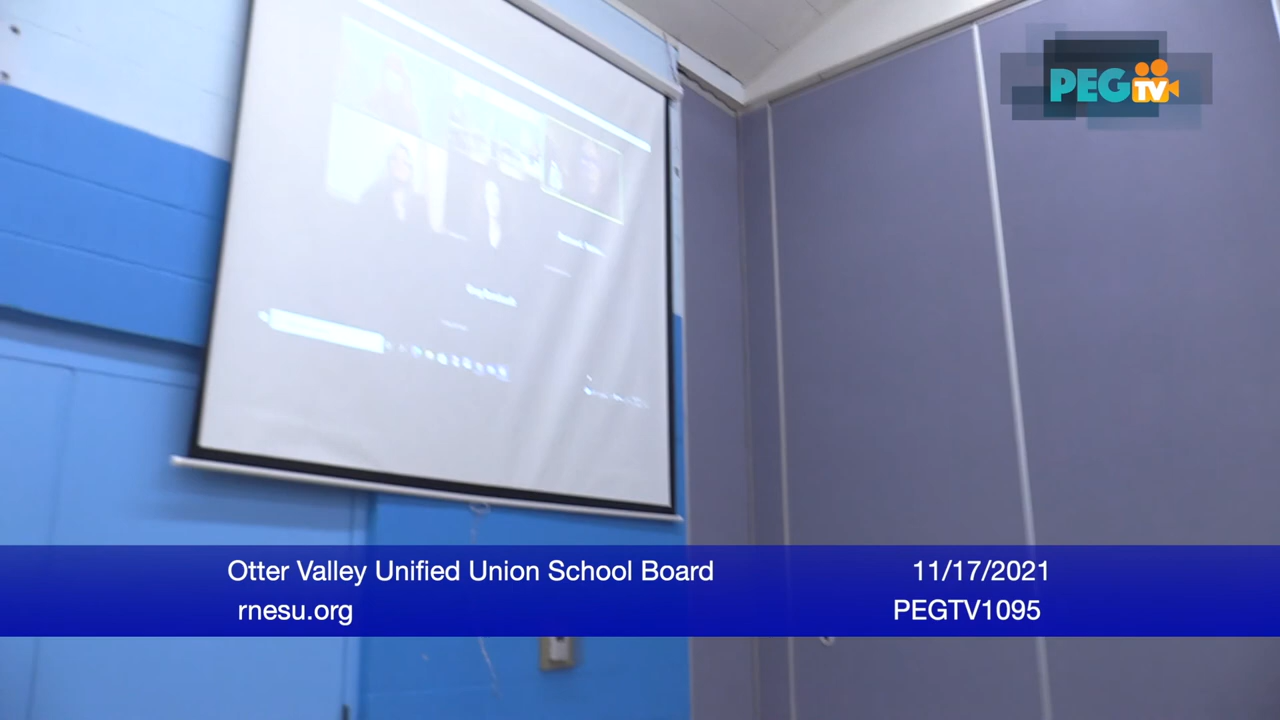 PEGTV
Otter Valley Unified Union School Board
11/17/2021
rnesu.org
PEGTV1095